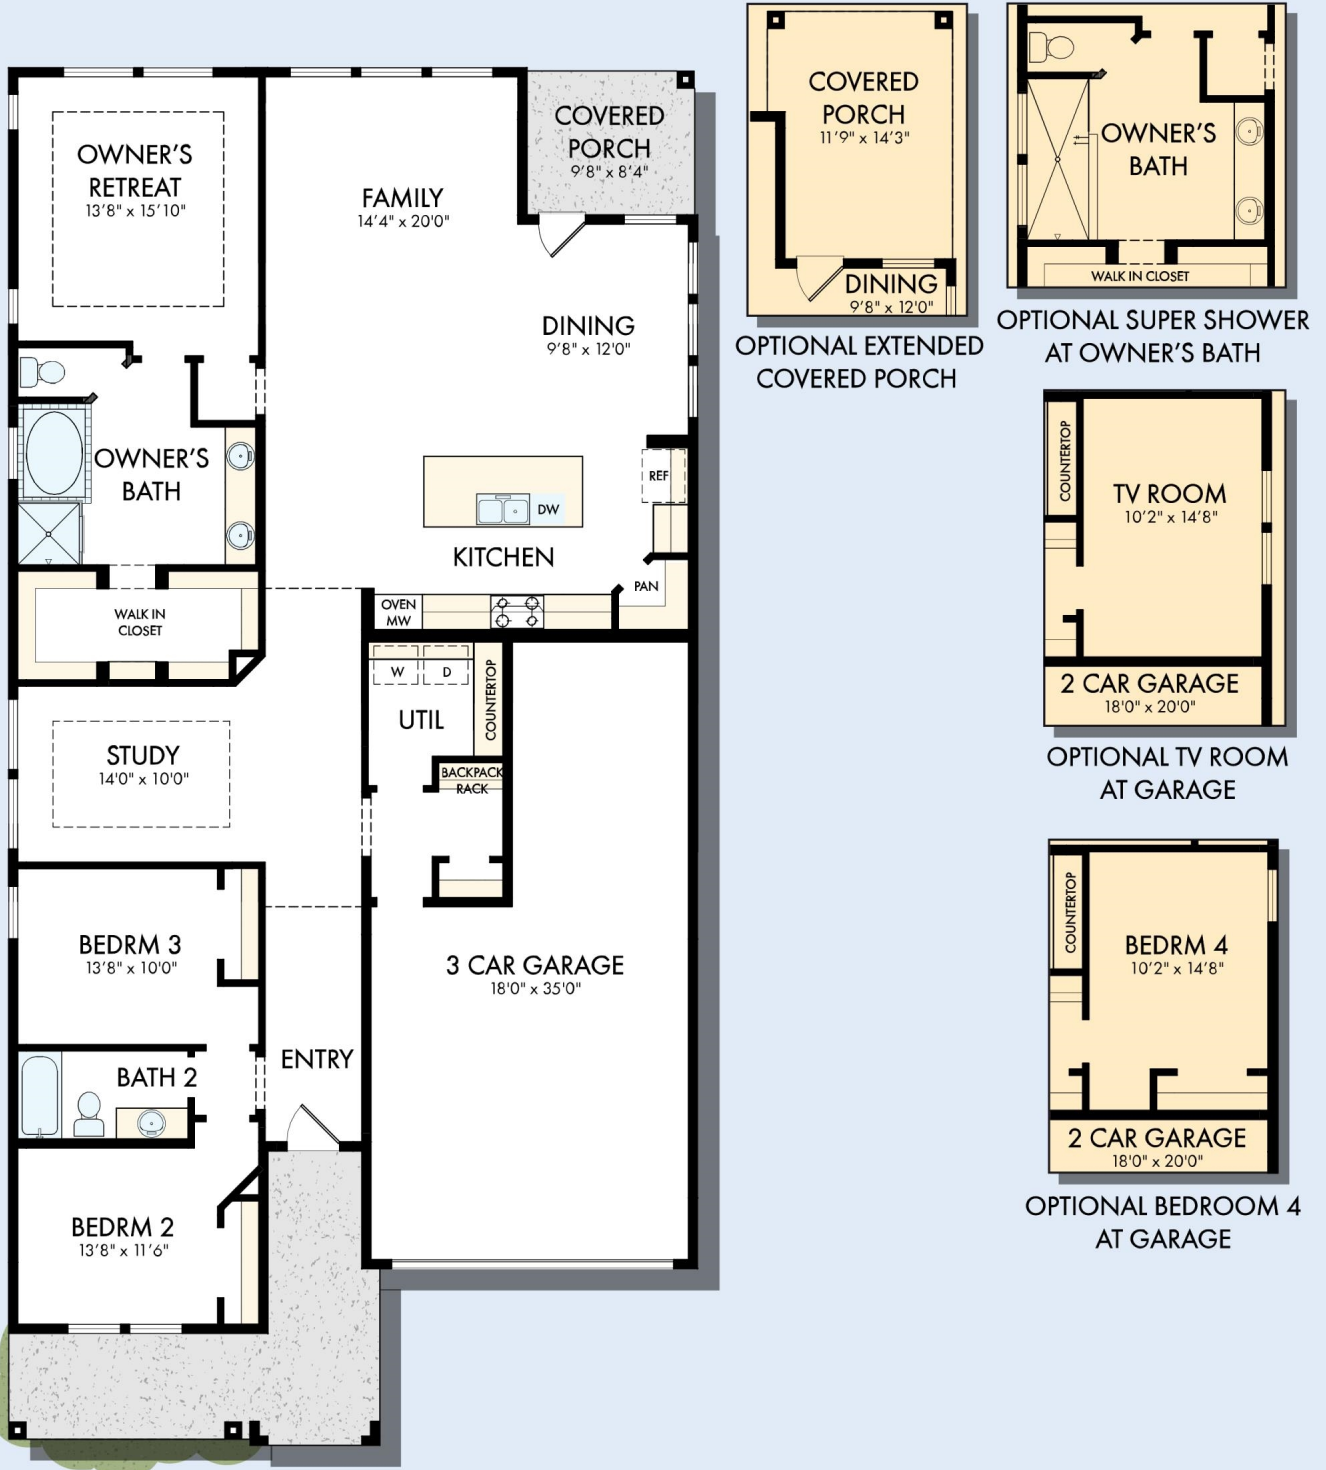 OWNER'S
RETREAT
13'8" x 15'10"
FAMILY
14'4" x 20'0"
COVERED
PORCH
9'8" x 8'4"
DINING
9'8" x 12'0"
OWNER'S
BATH
REF
DW
KITCHEN
PAN
OVEN
MW
WALK IN
CLOSET
W
D
COUNTERTOP
UTIL
STUDY
14'0" x 10'0"
BACKPACK
RACK
BEDRM 3
13'8" x 10'0"
3 CAR GARAGE
18'0" x 35'0"
ENTRY
BATH 2
BEDRM 2
13'8" x 11'6"
COVERED
PORCH
11'9" x 14'3"
DINING
9'8" x 12'0"
OPTIONAL EXTENDED
COVERED PORCH
OWNER'S
BATH
WALK IN CLOSET
OPTIONAL SUPER SHOWER
AT OWNER'S BATH
COUNTERTOP
TV ROOM
10'2" x 14'8"
2 CAR GARAGE
18'0" x 20'0"
OPTIONAL TV ROOM
AT GARAGE
COUNTERTOP
BEDRM 4
10'2" x 14'8"
2 CAR GARAGE
18'0" x 20'0"
OPTIONAL BEDROOM 4
AT GARAGE